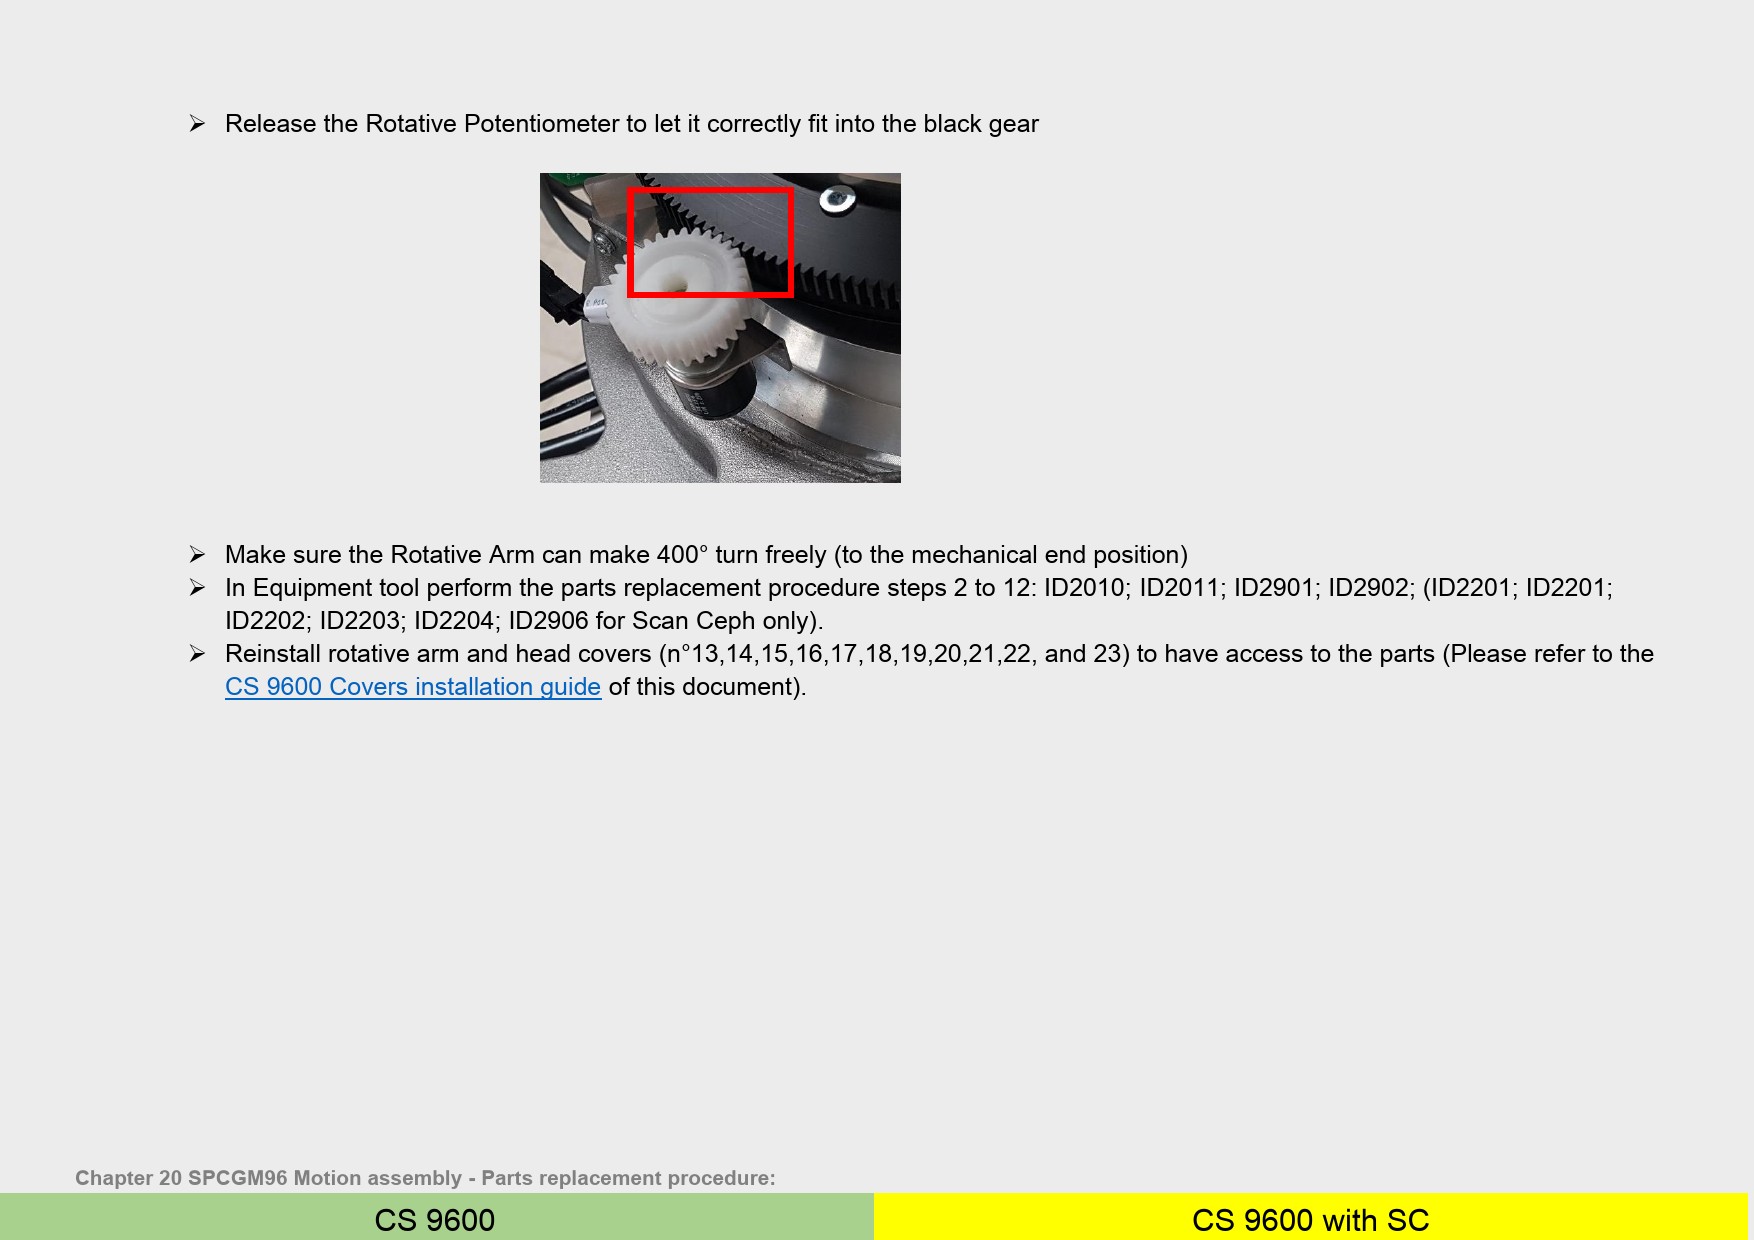 ➢ Release the Rotative Potentiometer to let it correctly fit into the black gear
➢ Make sure the Rotative Arm can make 400° turn freely (to the mechanical end position)
➢ In Equipment tool perform the parts replacement procedure steps 2 to 12: ID2010; ID2011; ID2901; ID2902; (ID2201; ID2201;
ID2202; ID2203; ID2204; ID2906 for Scan Ceph only).
➢ Reinstall rotative arm and head covers (n°13,14,15,16,17,18,19,20,21,22, and 23) to have access to the parts (Please refer to the
CS 9600 Covers installation guide of this document).
Chapter 20 SPCGM96 Motion assembly - Parts replacement procedure:
CS 9600
CS 9600 with SC